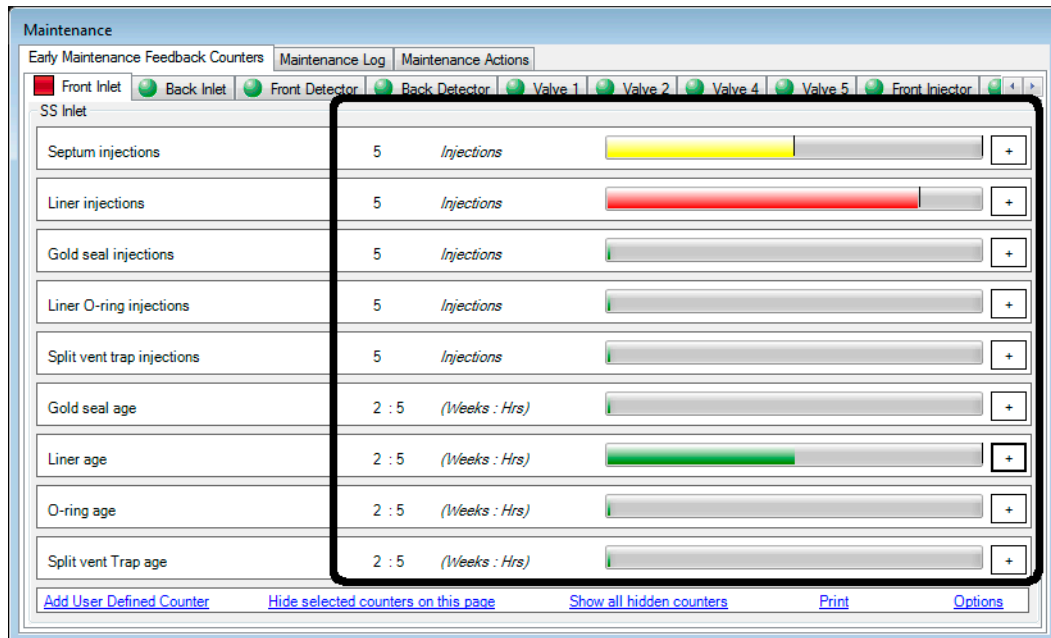 Maintenance
Early Maintenance Feedback Counters Maintenance Log Maintenance Actions
Front Inlet Back Inlet Front Detector Back Detector Valve 1 Valve 2 Valve 4 Valve 5 Front Injector
SS Inlet
Septum injections 5 Injections +
Liner injections 5 Injections +
Gold seal injections 5 Injections +
Liner O-ring injections 5 Injections +
Split vent trap injections 5 Injections +
Gold seal age 2 : 5 (Weeks : Hrs) +
Liner age 2 : 5 (Weeks : Hrs) +
O-ring age 2 : 5 (Weeks : Hrs) +
Split vent Trap age 2 : 5 (Weeks : Hrs) +
Add User Defined Counter Hide selected counters on this page Show all hidden counters Print Options